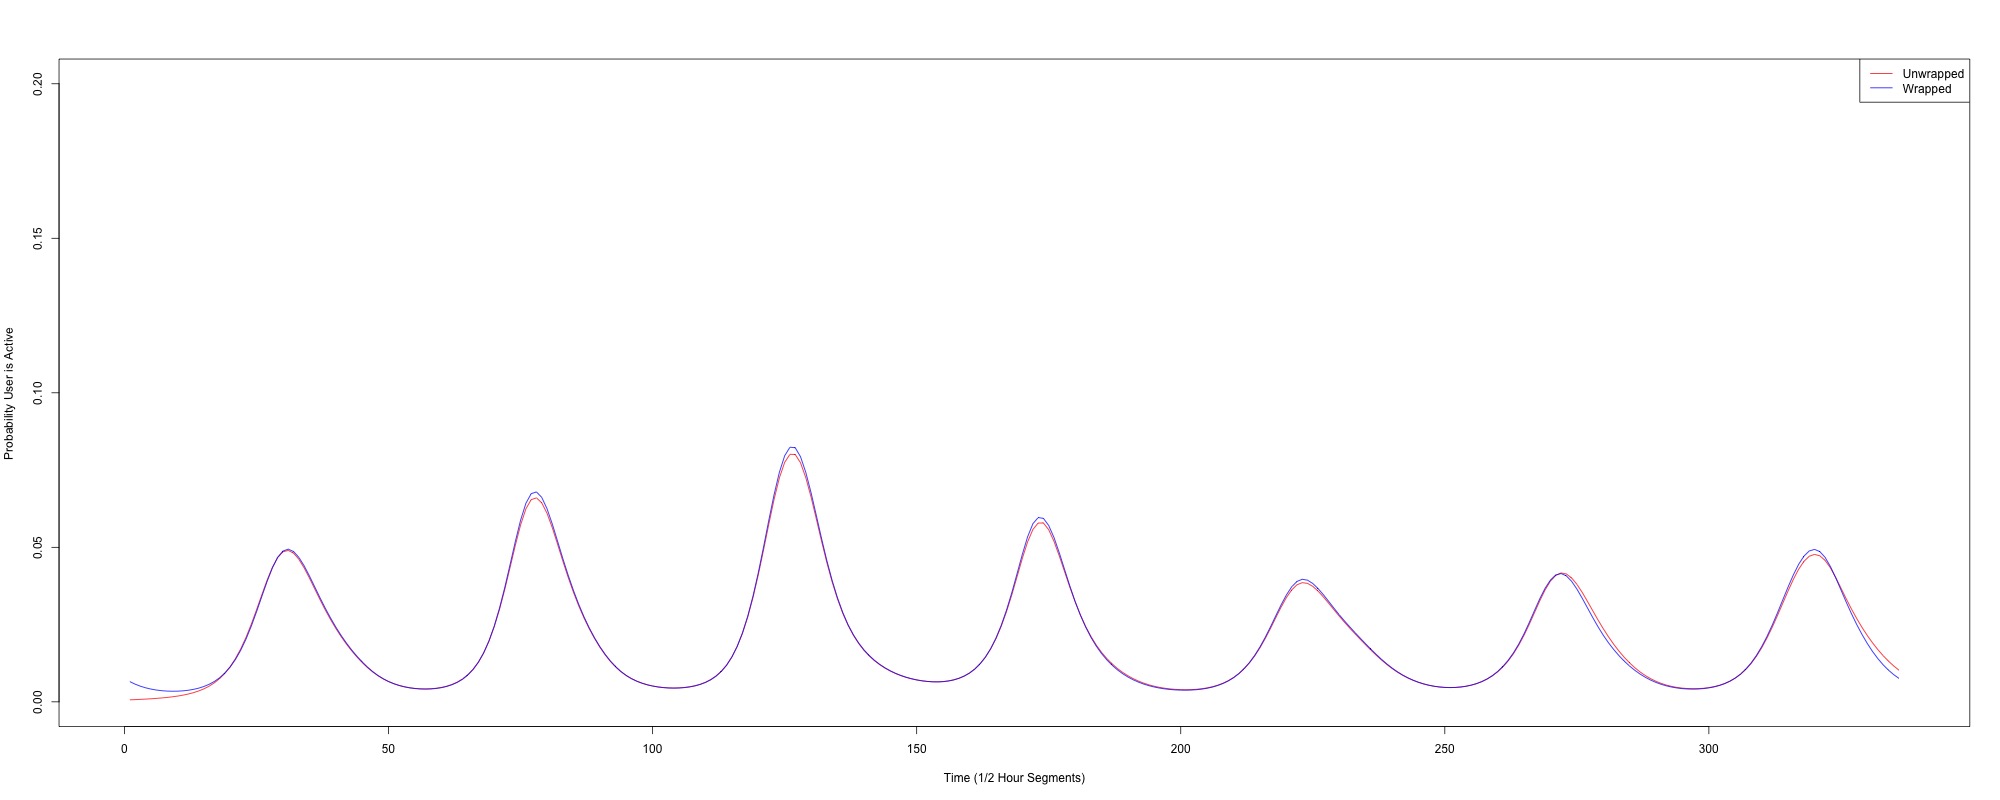 Unwrapped
Wrapped
0.20
0.15
0.10
0.05
0.00
Probability User is Active
0 50 100 150 200 250 300
Time (1/2 Hour Segments)